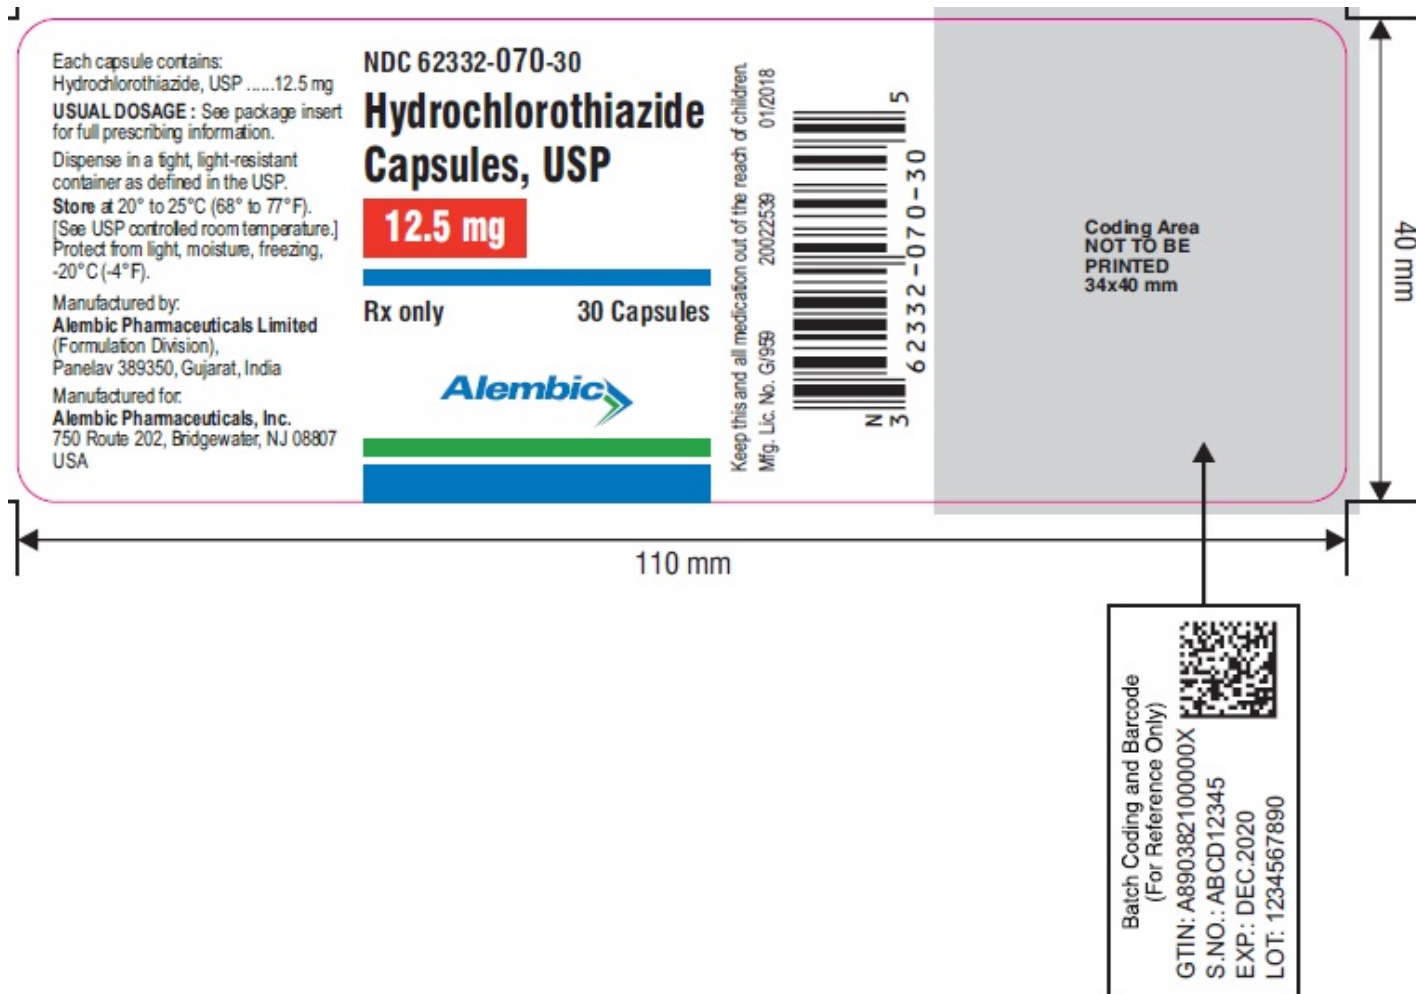 Each capsule contains:
Hydrochlorothiazide, USP ......12.5 mg
USUAL DOSAGE : See package insert
for full prescribing information.
Dispense in a tight, light-resistant
container as defined in the USP.
Store at 20° to 25°C (68° to 77°F).
[See USP controlled room temperature.]
Protect from light, moisture, freezing,
-20°C (-4°F).
Manufactured by:
Alembic Pharmaceuticals Limited
(Formulation Division),
Panelav 389350, Gujarat, India
Manufactured for:
Alembic Pharmaceuticals, Inc.
750 Route 202, Bridgewater, NJ 08807
USA
NDC 62332-070-30
Hydrochlorothiazide
Capsules, USP
12.5 mg
Rx only 30 Capsules
Alembic
Keep this and all medication out of the reach of children.
Mfg. Lic. No. G/959 20022539 01/2018
N
3
62332-070-30
5
Coding Area
NOT TO BE
PRINTED
34x40 mm
40 mm
110 mm
Batch Coding and Barcode
(For Reference Only)
GTIN: A890382100000X
S.NO.: ABCD12345
EXP.: DEC.2020
LOT: 1234567890